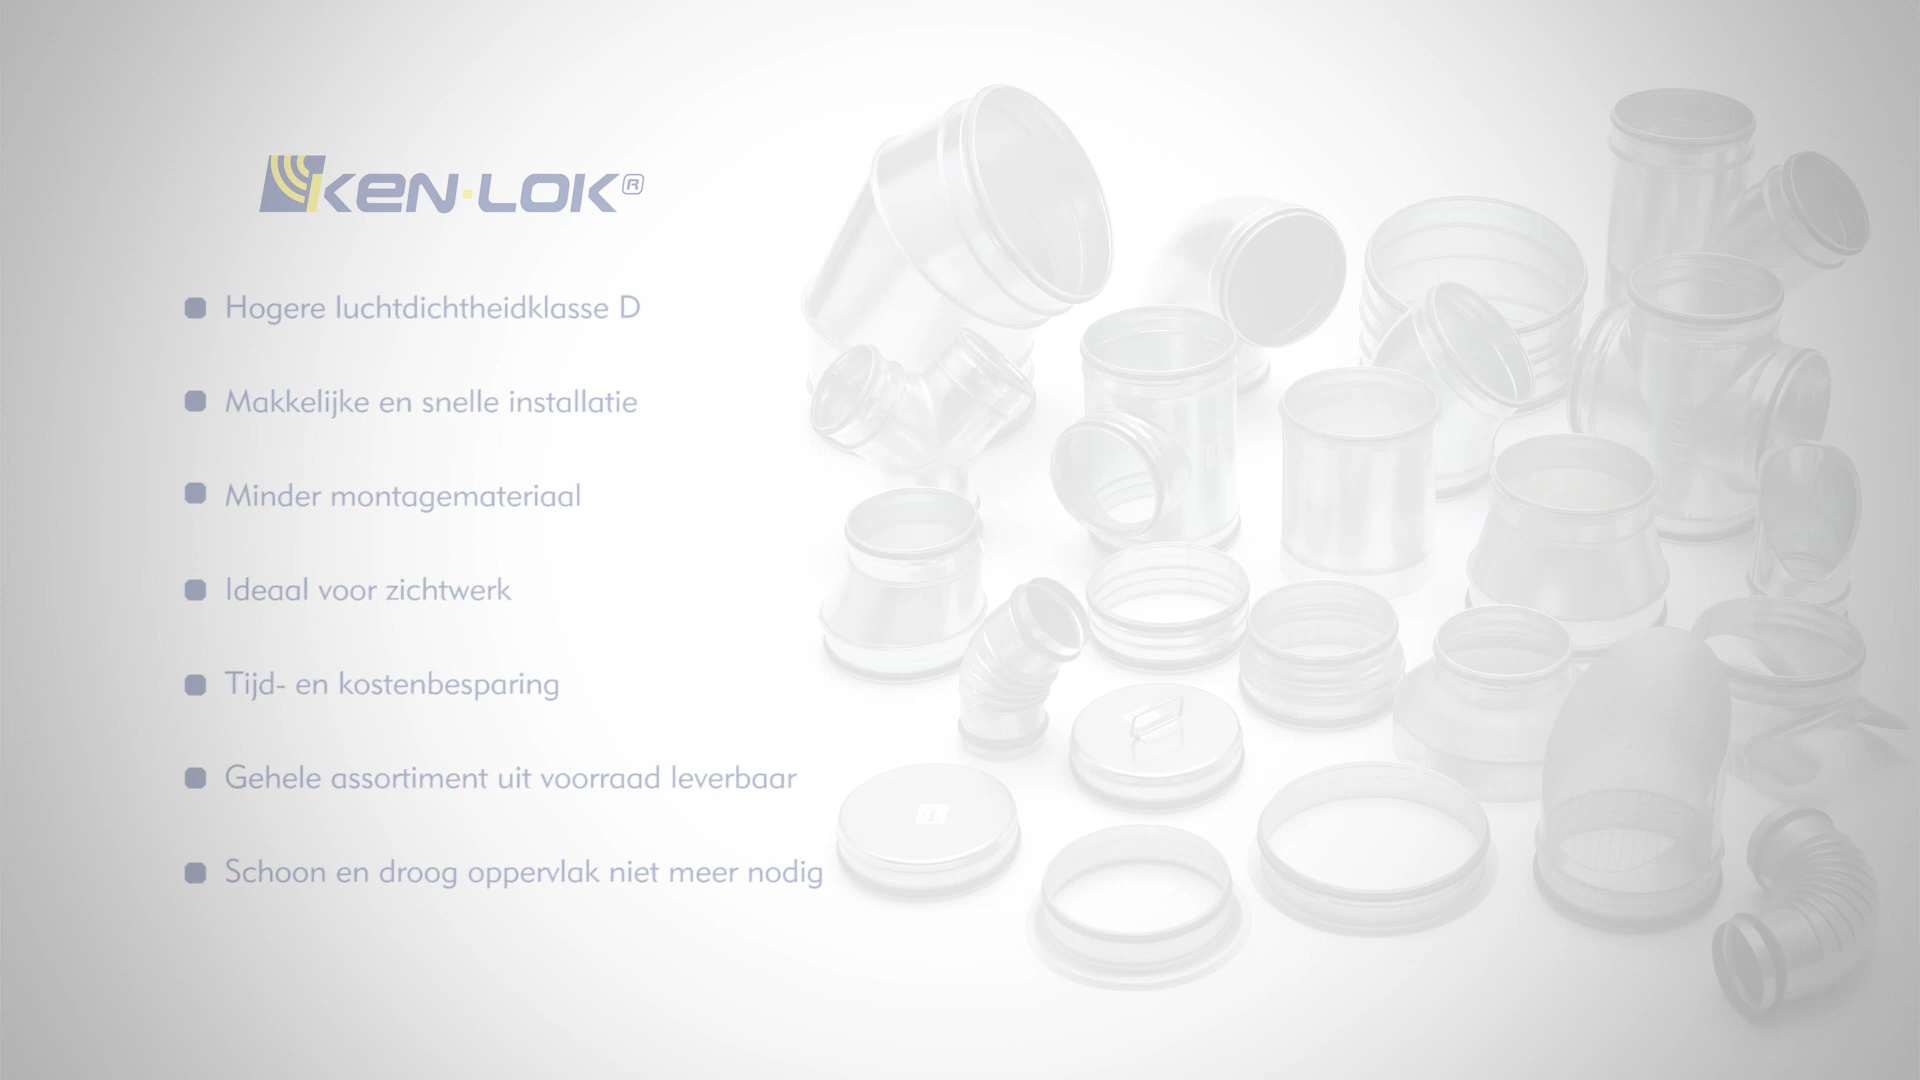 KEN·LOK®
Hogere luchtdichtheidklasse D
Makkelijke en snelle installatie
Minder montagemateriaal
Ideaal voor zichtwerk
Tijd- en kostenbesparing
Gehele assortiment uit voorraad leverbaar
Schoon en droog oppervlak niet meer nodig